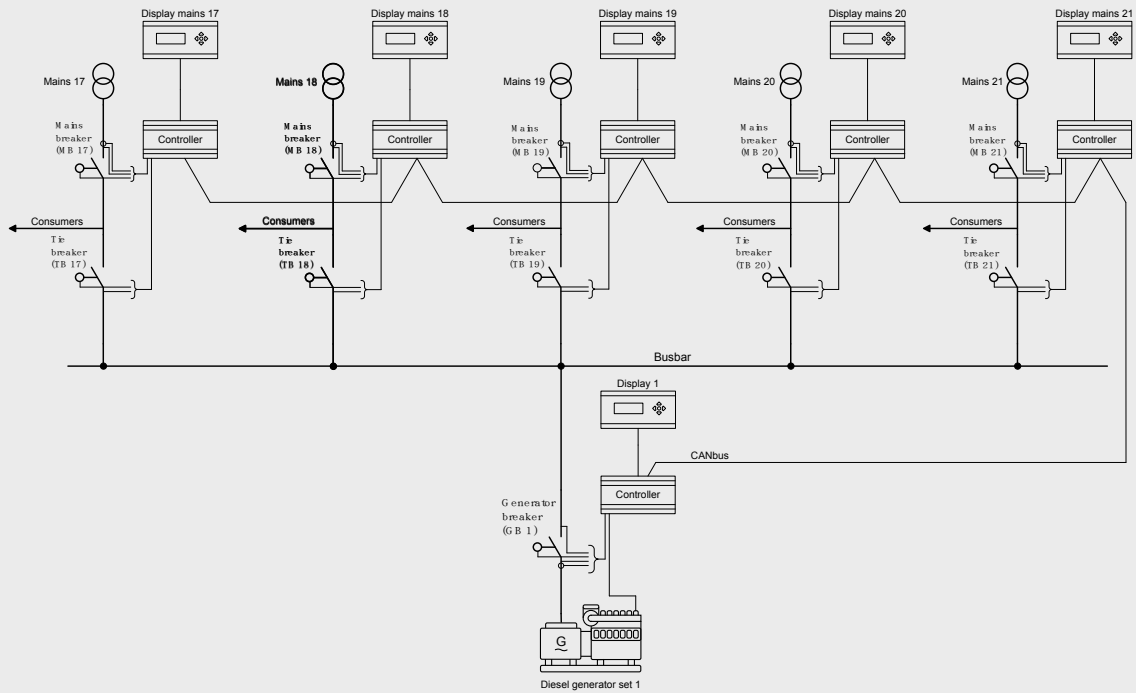 Display mains 17
Display mains 18
Display mains 19
Display mains 20
Display mains 21
Mains 17
Mains 18
Mains 19
Mains 20
Mains 21
Mains
breaker
(MB 17)
Controller
Mains
breaker
(MB 18)
Controller
Mains
breaker
(MB 19)
Controller
Mains
breaker
(MB 20)
Controller
Mains
breaker
(MB 21)
Controller
Consumers
Consumers
Consumers
Consumers
Consumers
Tie
breaker
(TB 17)
Tie
breaker
(TB 18)
Tie
breaker
(TB 19)
Tie
breaker
(TB 20)
Tie
breaker
(TB 21)
Busbar
Display 1
CANbus
Controller
Generator
breaker
(GB 1)
G
~
Diesel generator set 1